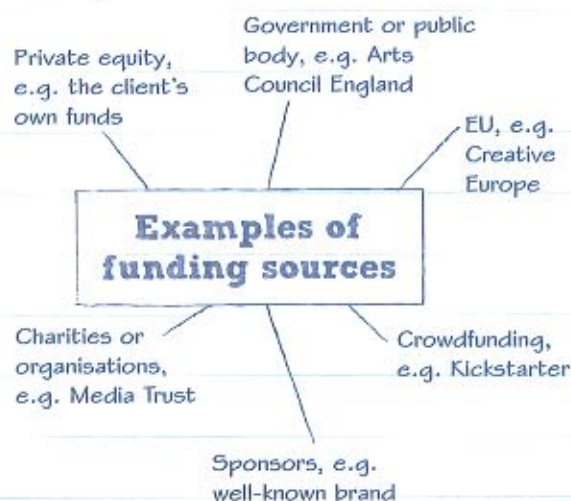 Government or public
body, e.g. Arts
Council England
Private equity,
e.g. the client's
own funds
EU, e.g.
Creative
Europe
Examples of
funding sources
Charities or
organisations,
e.g. Media Trust
Crowdfunding,
e.g. Kickstarter
Sponsors, e.g.
well-known brand